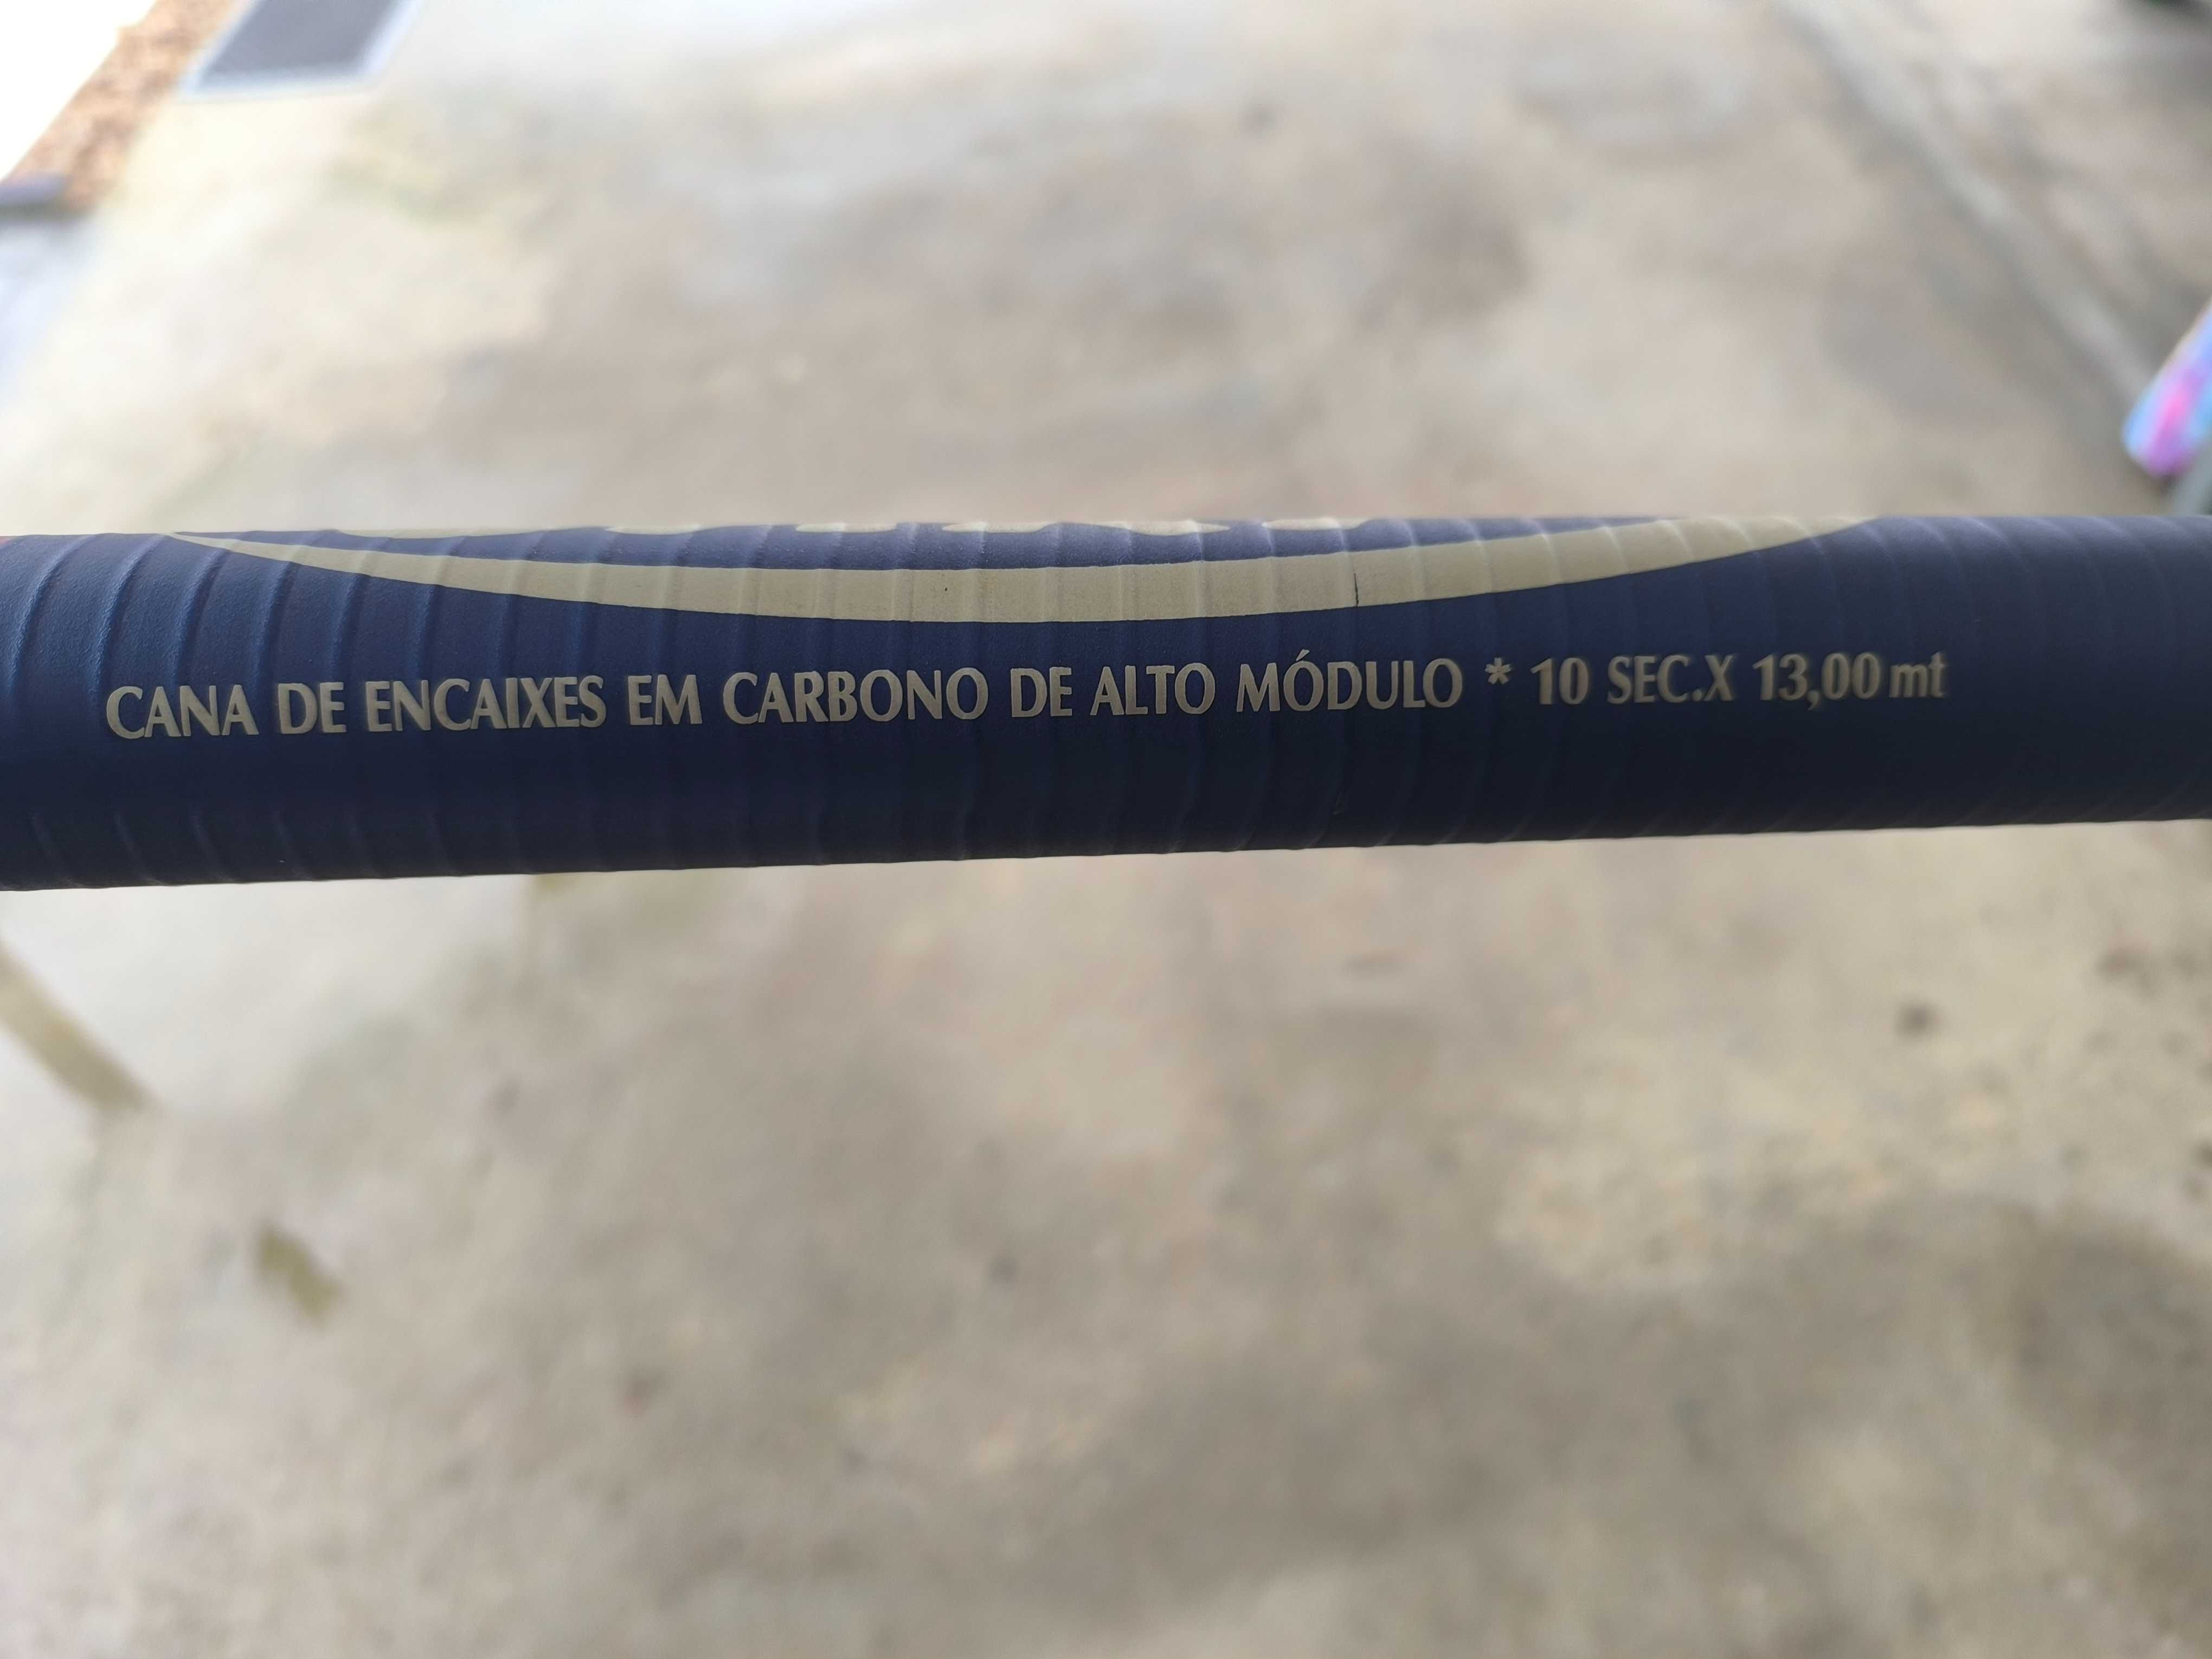 CANA DE ENCAIXES EM CARBONO DE ALTO MÓDULO * 10 SEC.X 13,00 mt